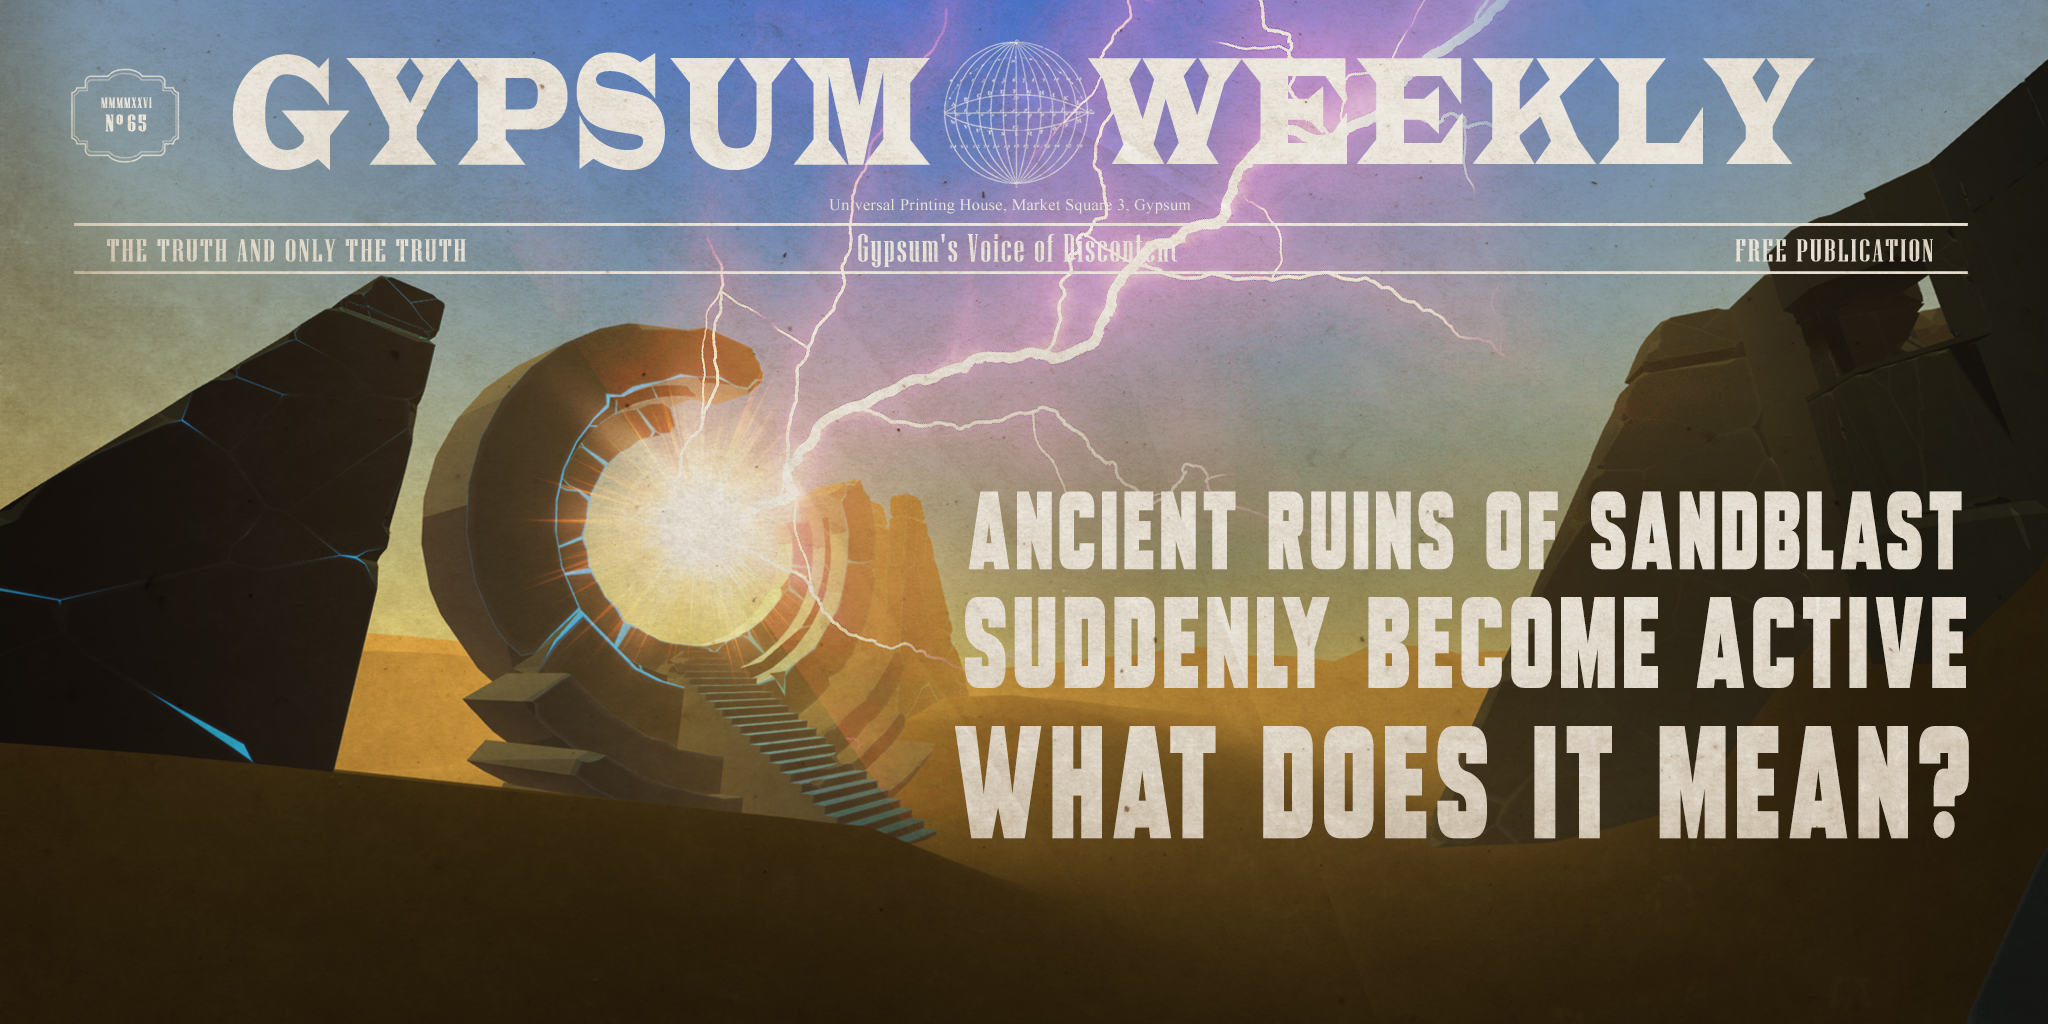 MMMMXXVI
Nº65
GYPSUM WEEKLY
Universal Printing House, Market Square 3, Gypsum
THE TRUTH AND ONLY THE TRUTH
Gypsum's Voice of Discontent
FREE PUBLICATION
ANCIENT RUINS OF SANDBLAST
SUDDENLY BECOME ACTIVE
WHAT DOES IT MEAN?